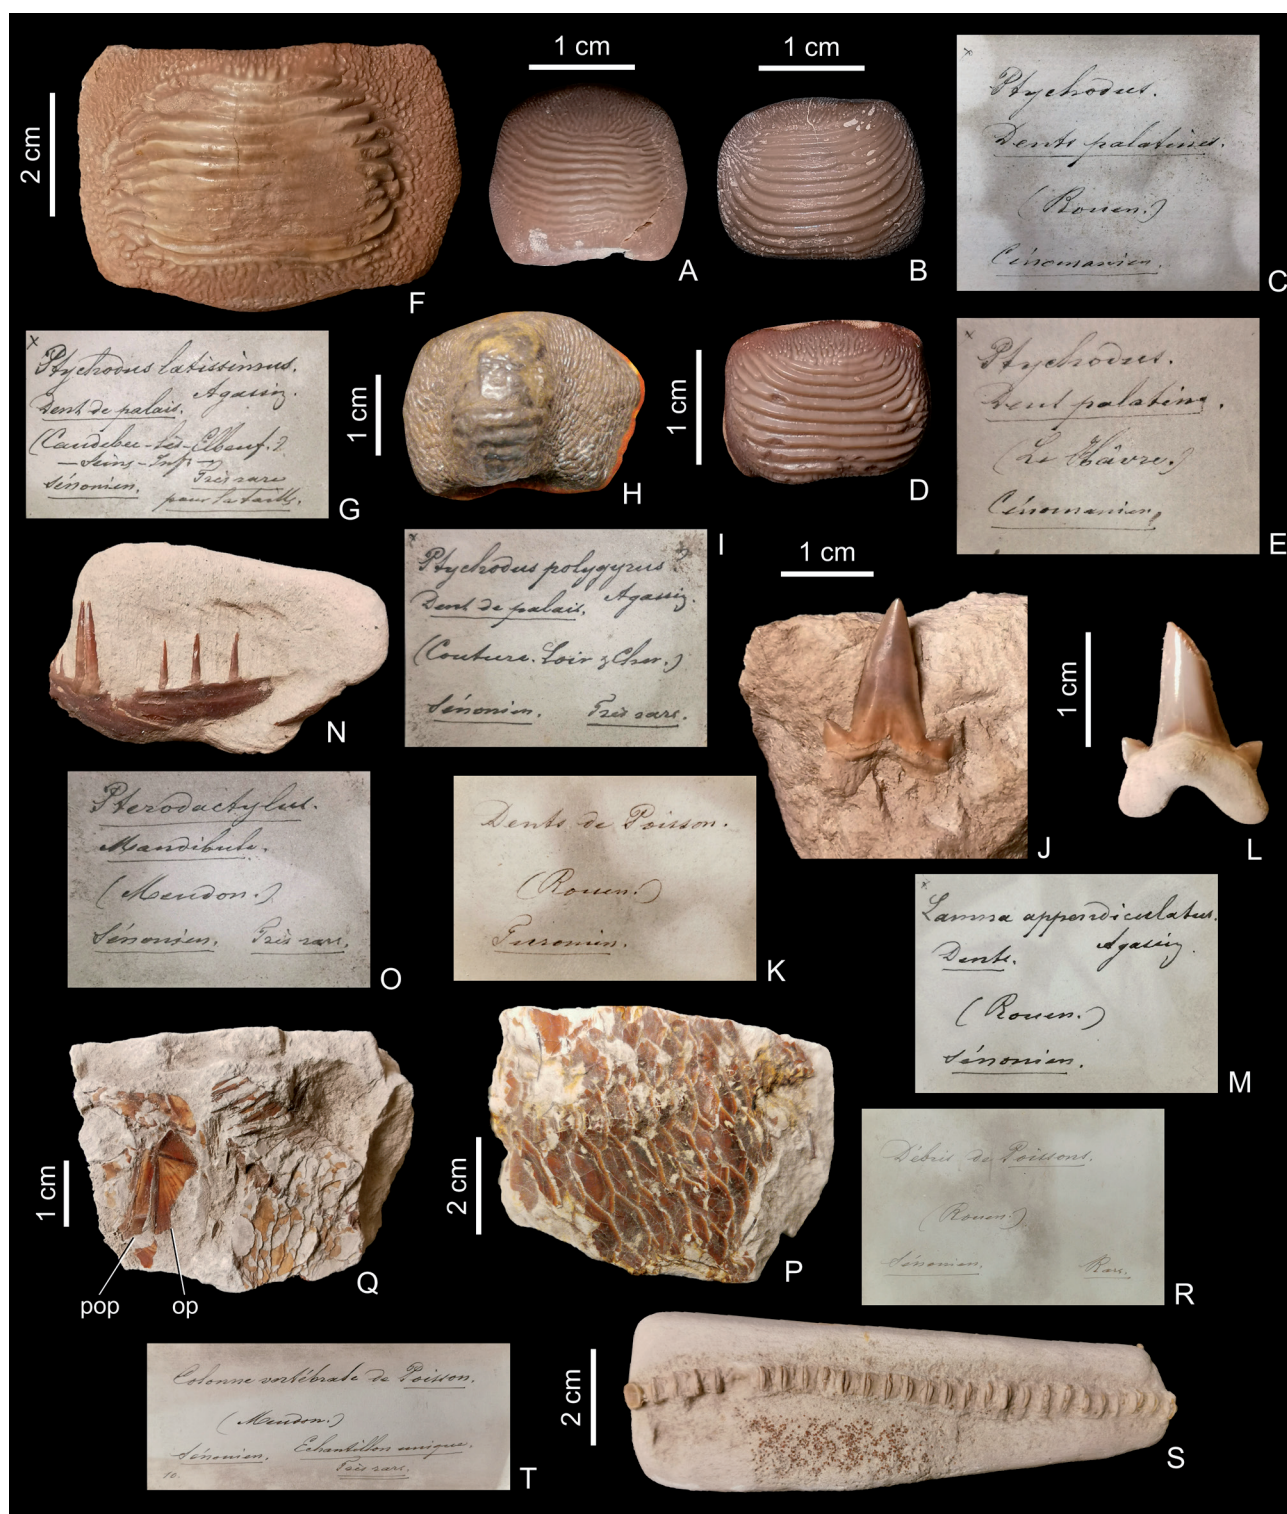 2 cm
F
1 cm
A
1 cm
B
x
Ptychodus.
Dents palatines.
(Rouen.)
Cénomanien.
C
x
Ptychodus latissimus.
Agassiz.
Dent de palais.
(Caudebec-lès-Elbeuf.)
— Seine-Inf —
Sénonien. Très rare
pour la taille.
G
1 cm
H
1 cm
D
x
Ptychodus.
Dent palatine.
(Le Hâvre.)
Cénomanien.
E
N
x
Ptychodus polygyrus
Dent de palais. Agassiz.
(Couture. Loir & Cher.)
Sénonien. Très rare.
I
1 cm
J
1 cm
L
Pterodactylus.
Mandibule.
(Meudon.)
Sénonien. Très rare.
O
Dents de Poisson.
(Rouen.)
Turonien.
K
x
Lamna appendiculatus.
Dents. Agassiz.
(Rouen.)
Sénonien.
M
1 cm
pop
op
Q
2 cm
P
Débris de Poissons.
(Rouen.)
Sénonien. Rare.
R
Colonne vertébrale de Poisson.
(Meudon.)
Sénonien. Echantillon unique.
10. Très rare.
T
2 cm
S